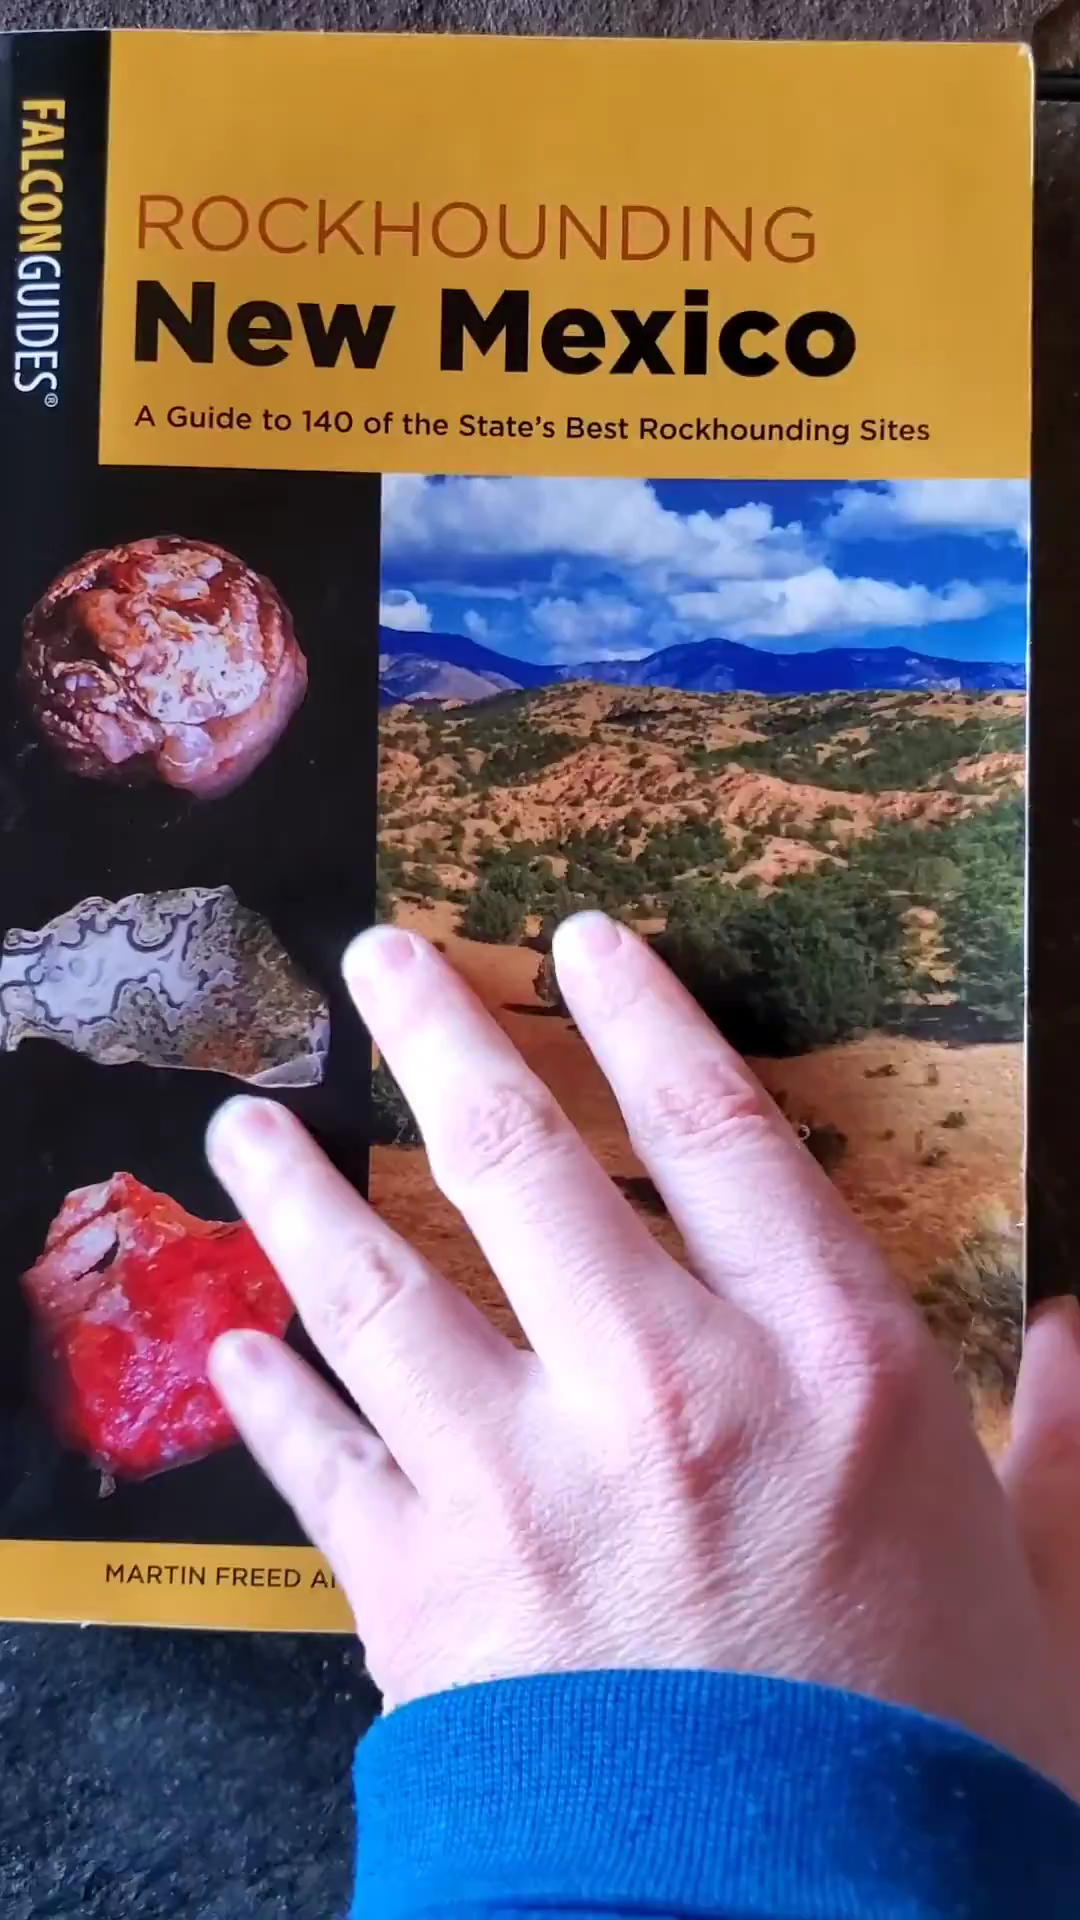 FALCONGUIDES®
ROCKHOUNDING
New Mexico
A Guide to 140 of the State's Best Rockhounding Sites
MARTIN FREED